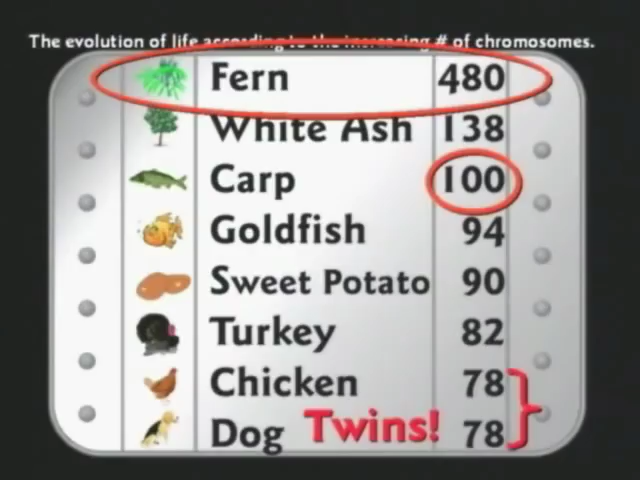 The evolution of life according to the increasing # of chromosomes.
Fern 480
White Ash 138
Carp 100
Goldfish 94
Sweet Potato 90
Turkey 82
Chicken 78
Dog Twins! 78